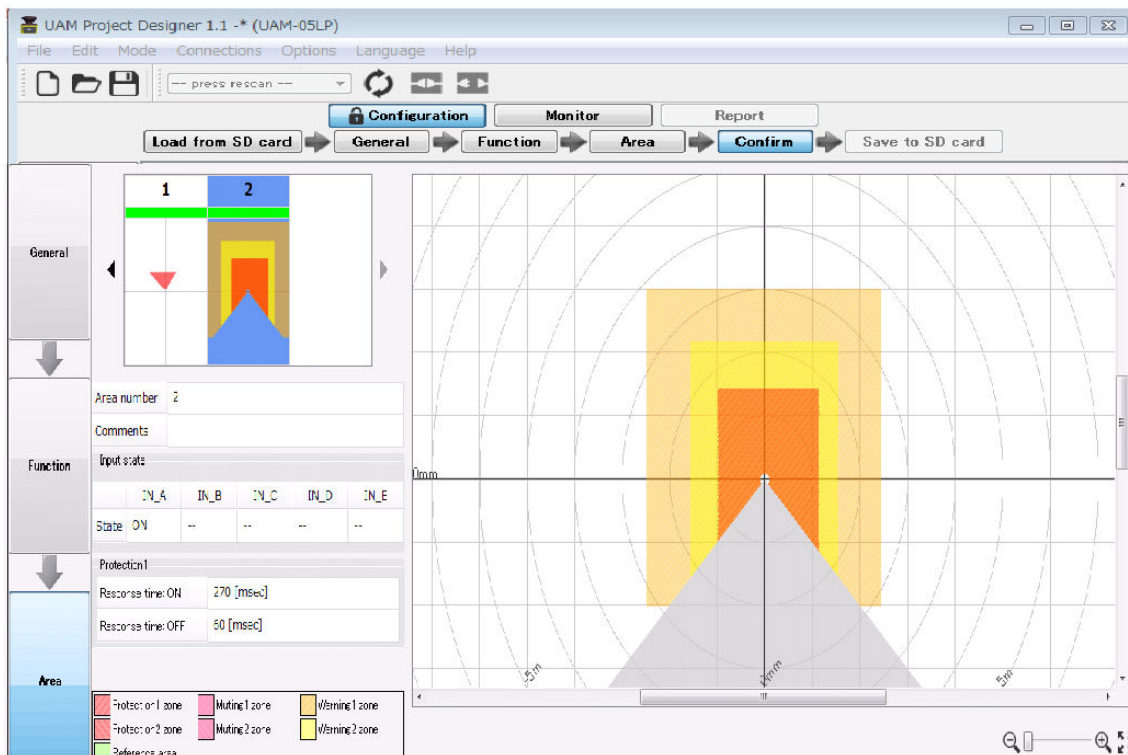 UAM Project Designer 1.1 -* (UAM-05LP)
File Edit Mode Connections Options Language Help
-- press rescan --
Configuration Monitor Report
Load from SD card General Function Area Confirm Save to SD card
General
Function
Area
1 2
Area number 2
Comments
Input state
IN_A IN_B IN_C IN_D IN_E
State ON -- -- -- --
Protection1
Response time: ON 270 [msec]
Response time: OFF 60 [msec]
Protection1 zone Muting1 zone Warning1 zone
Protection2 zone Muting2 zone Warning2 zone
Reference area
0mm
-5m
0mm
5m